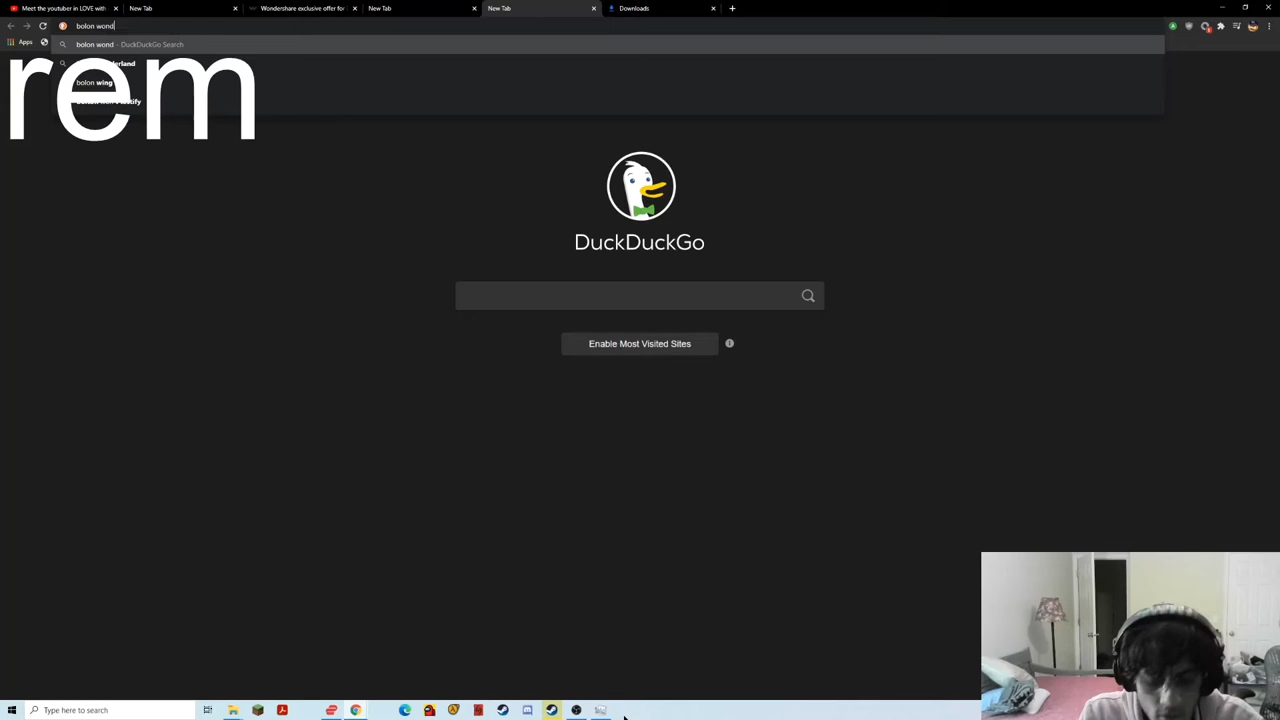 Meet the youtuber in LOVE with
New Tab
Wondershare exclusive offer for
New Tab
New Tab
Downloads
bolon wond
Apps
bolon wond - DuckDuckGo Search
rem
bolon wing
DuckDuckGo
Enable Most Visited Sites
Type here to search